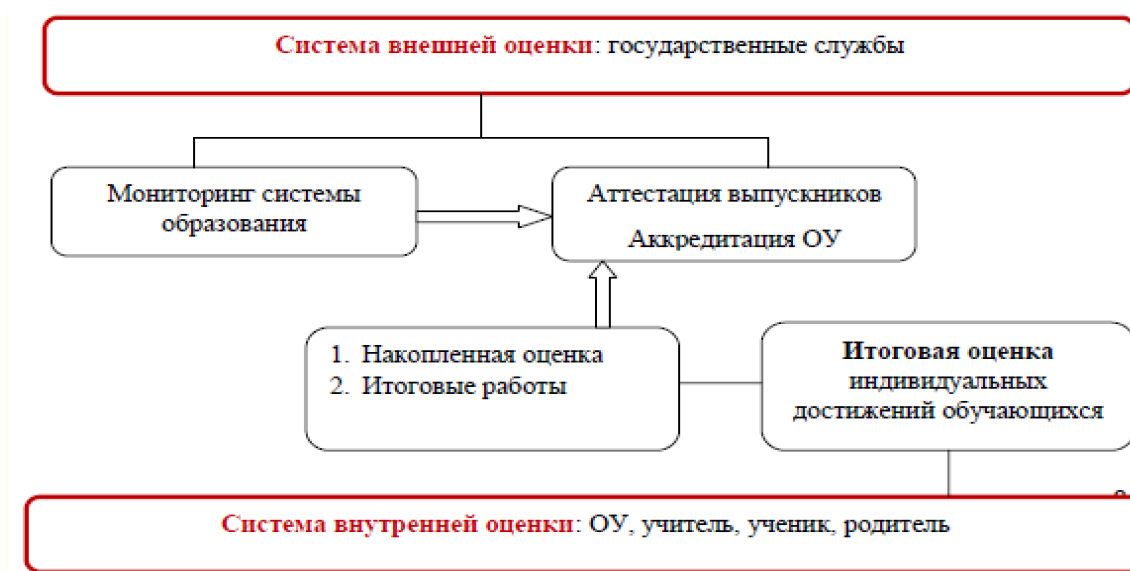 Система внешней оценки: государственные службы
Мониторинг системы
образования
Аттестация выпускников
Аккредитация ОУ
1. Накопленная оценка
2. Итоговые работы
Итоговая оценка
индивидуальных
достижений обучающихся
Система внутренней оценки: ОУ, учитель, ученик, родитель